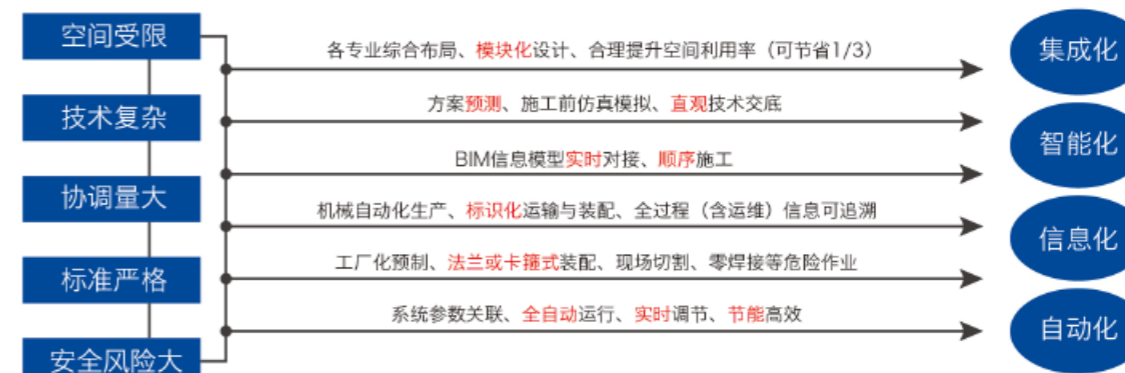 空间受限
技术复杂
协调量大
标准严格
安全风险大
各专业综合布局、模块化设计、合理提升空间利用率（可节省1/3）
方案预测、施工前仿真模拟、直观技术交底
BIM信息模型实时对接、顺序施工
机械自动化生产、标识化运输与装配、全过程（含运维）信息可追溯
工厂化预制、法兰或卡箍式装配、现场切割、零焊接等危险作业
系统参数关联、全自动运行、实时调节、节能高效
集成化
智能化
信息化
自动化